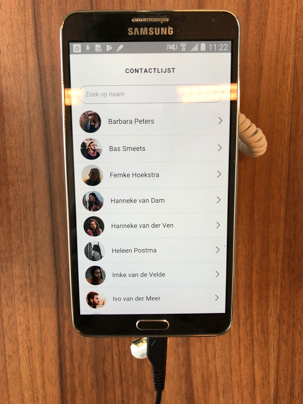 SAMSUNG
11:22
CONTACTLIJST
Zoek op naam
Barbara Peters
Bas Smeets
Femke Hoekstra
Hanneke van Dam
Hanneke van der Ven
Heleen Postma
Imke van de Velde
Ivo van der Meer